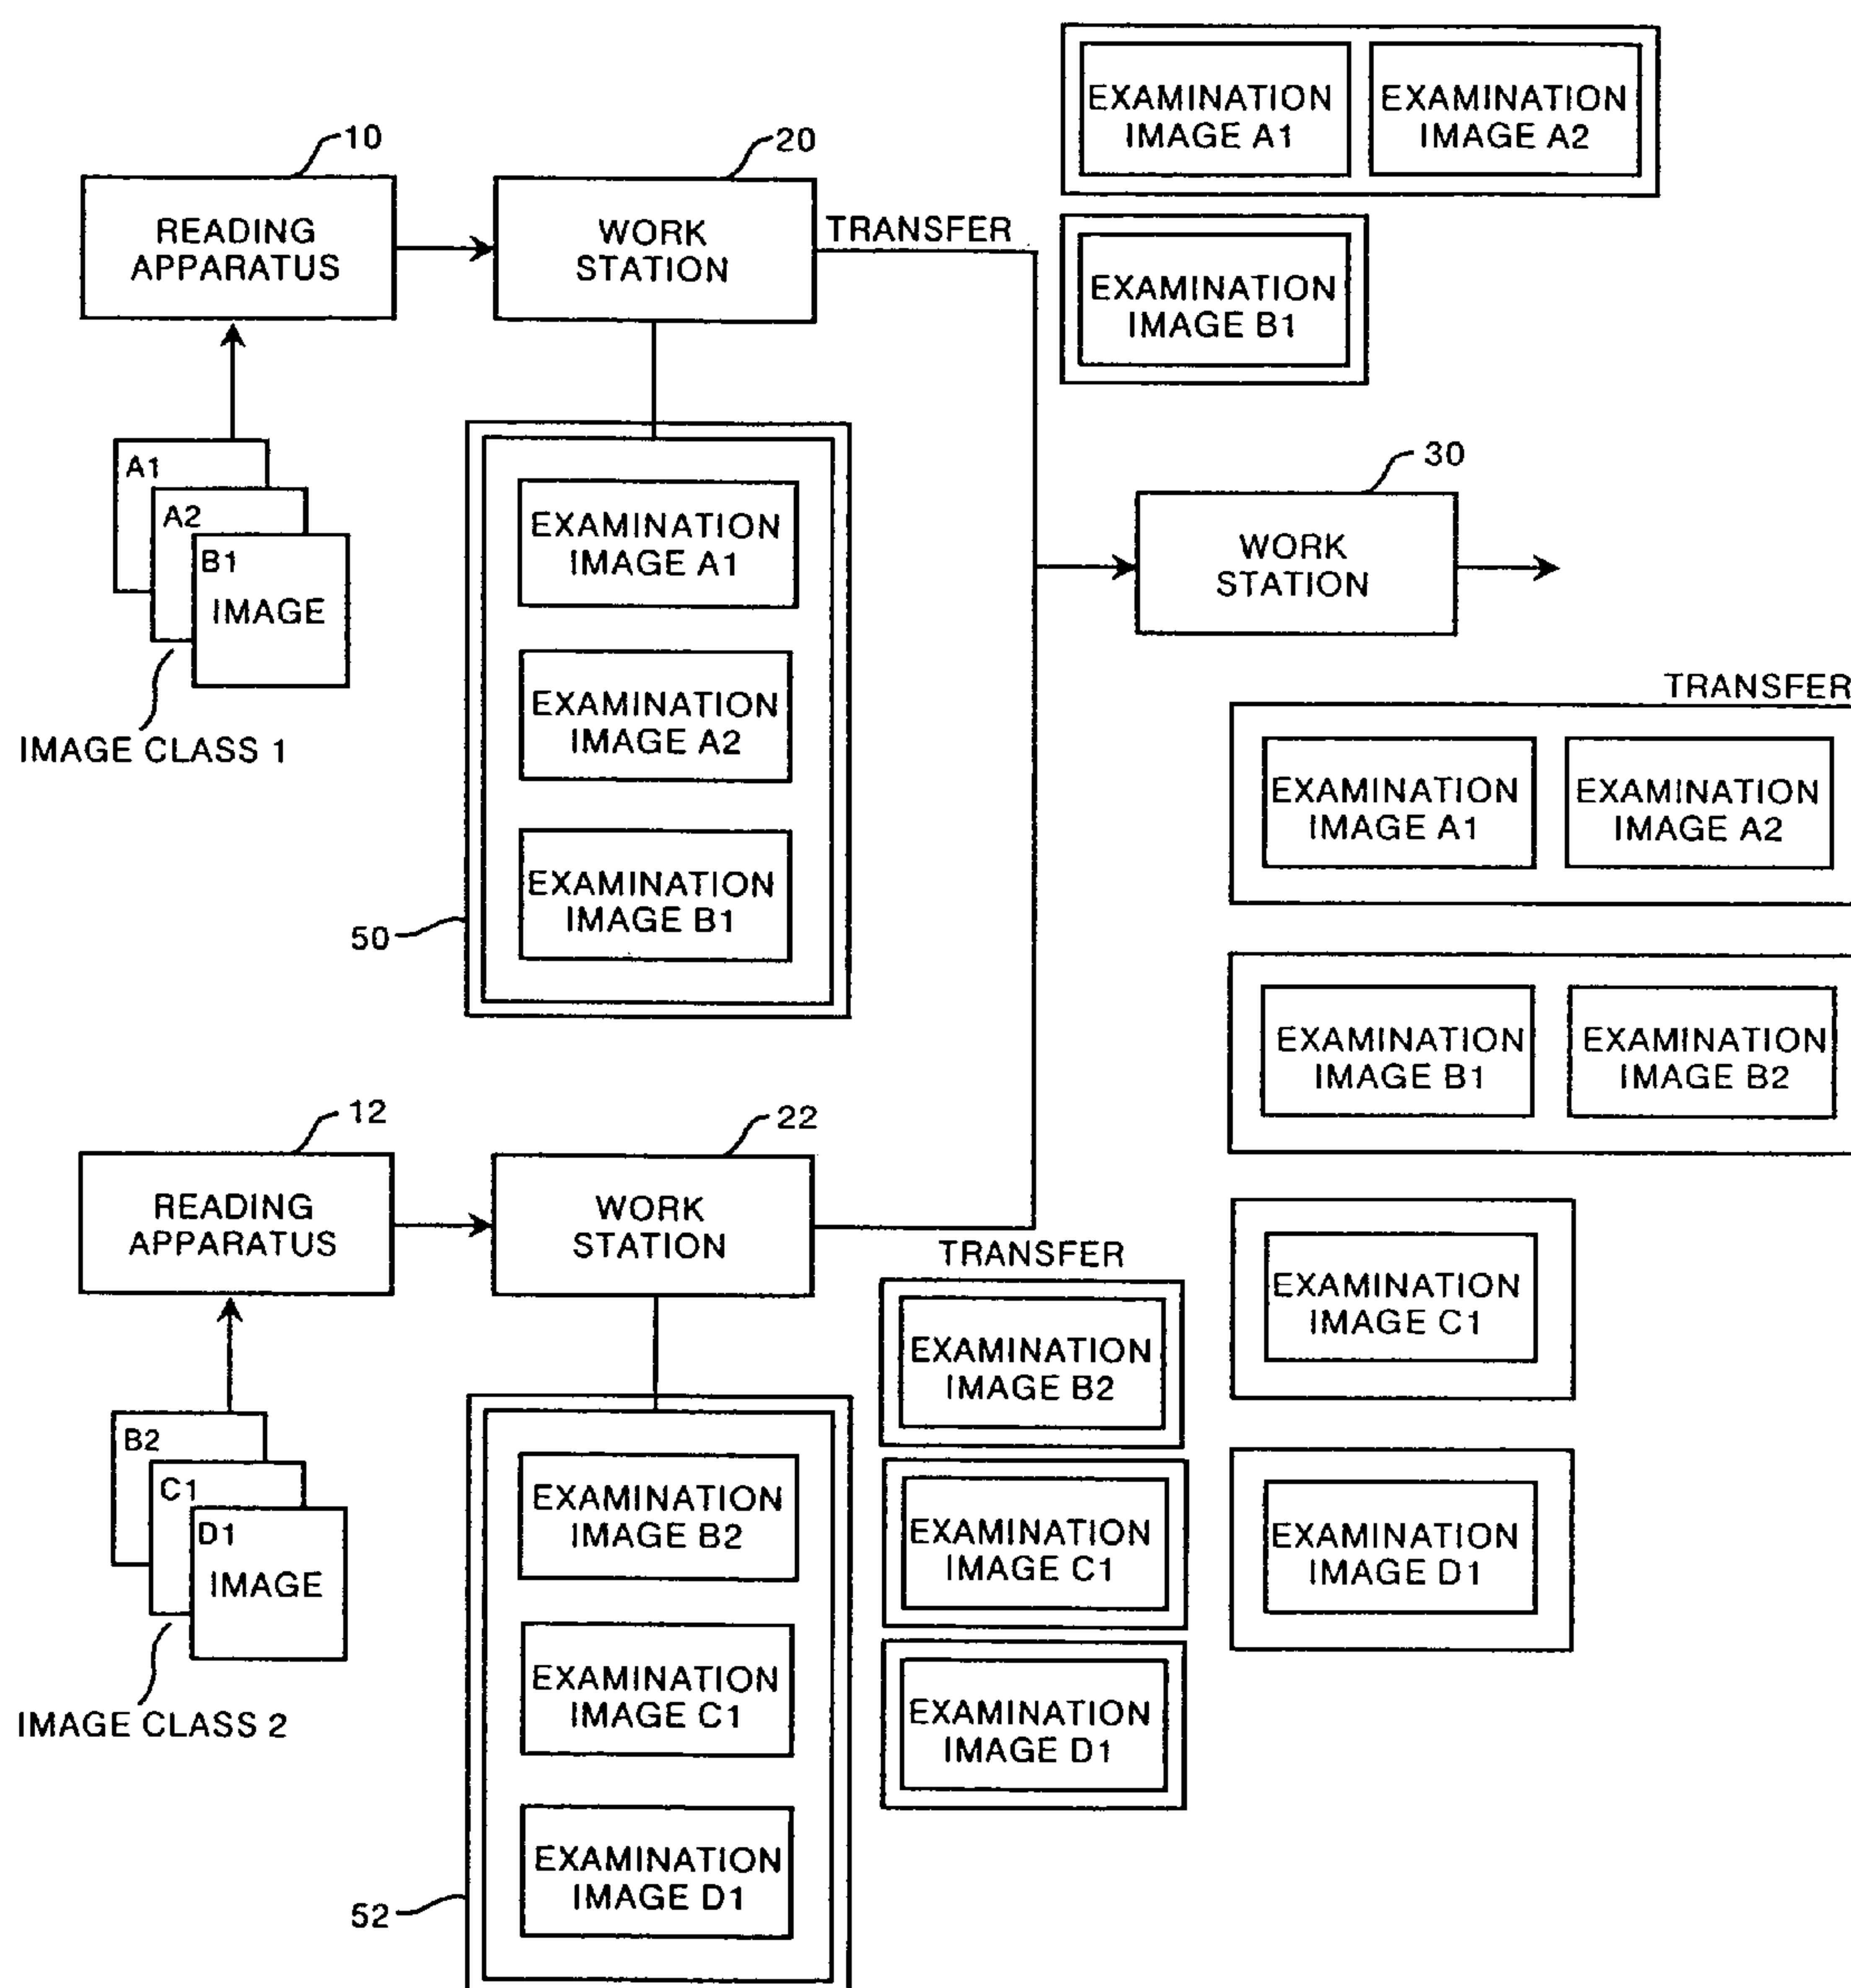 EXAMINATION
IMAGE A1
EXAMINATION
IMAGE A2
10
20
READING
APPARATUS
WORK
STATION
TRANSFER
EXAMINATION
IMAGE B1
A1
A2
B1
IMAGE
IMAGE CLASS 1
EXAMINATION
IMAGE A1
EXAMINATION
IMAGE A2
EXAMINATION
IMAGE B1
50
30
WORK
STATION
TRANSFER
EXAMINATION
IMAGE A1
EXAMINATION
IMAGE A2
EXAMINATION
IMAGE B1
EXAMINATION
IMAGE B2
EXAMINATION
IMAGE C1
EXAMINATION
IMAGE D1
12
22
READING
APPARATUS
WORK
STATION
TRANSFER
EXAMINATION
IMAGE B2
EXAMINATION
IMAGE C1
EXAMINATION
IMAGE D1
B2
C1
D1
IMAGE
IMAGE CLASS 2
EXAMINATION
IMAGE B2
EXAMINATION
IMAGE C1
EXAMINATION
IMAGE D1
52